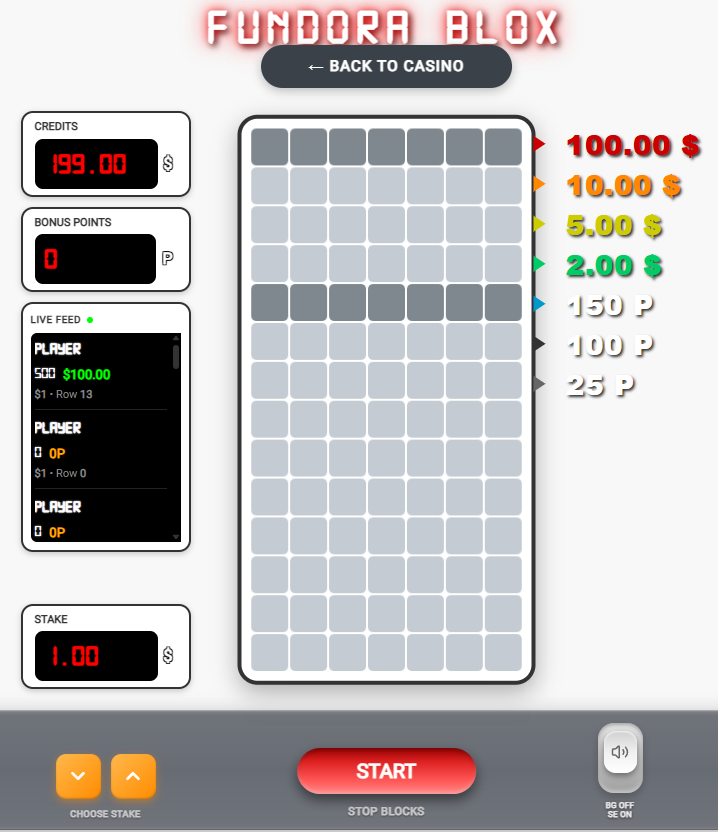 FUNDORA BLOX
← BACK TO CASINO
CREDITS
199.00 $
BONUS POINTS
0 P
LIVE FEED
PLAYER
500 $100.00
$1 • Row 13
PLAYER
0 0P
$1 • Row 0
PLAYER
0 0P
STAKE
1.00 $
100.00 $
10.00 $
5.00 $
2.00 $
150 P
100 P
25 P
CHOOSE STAKE
START
STOP BLOCKS
BG OFF
SE ON